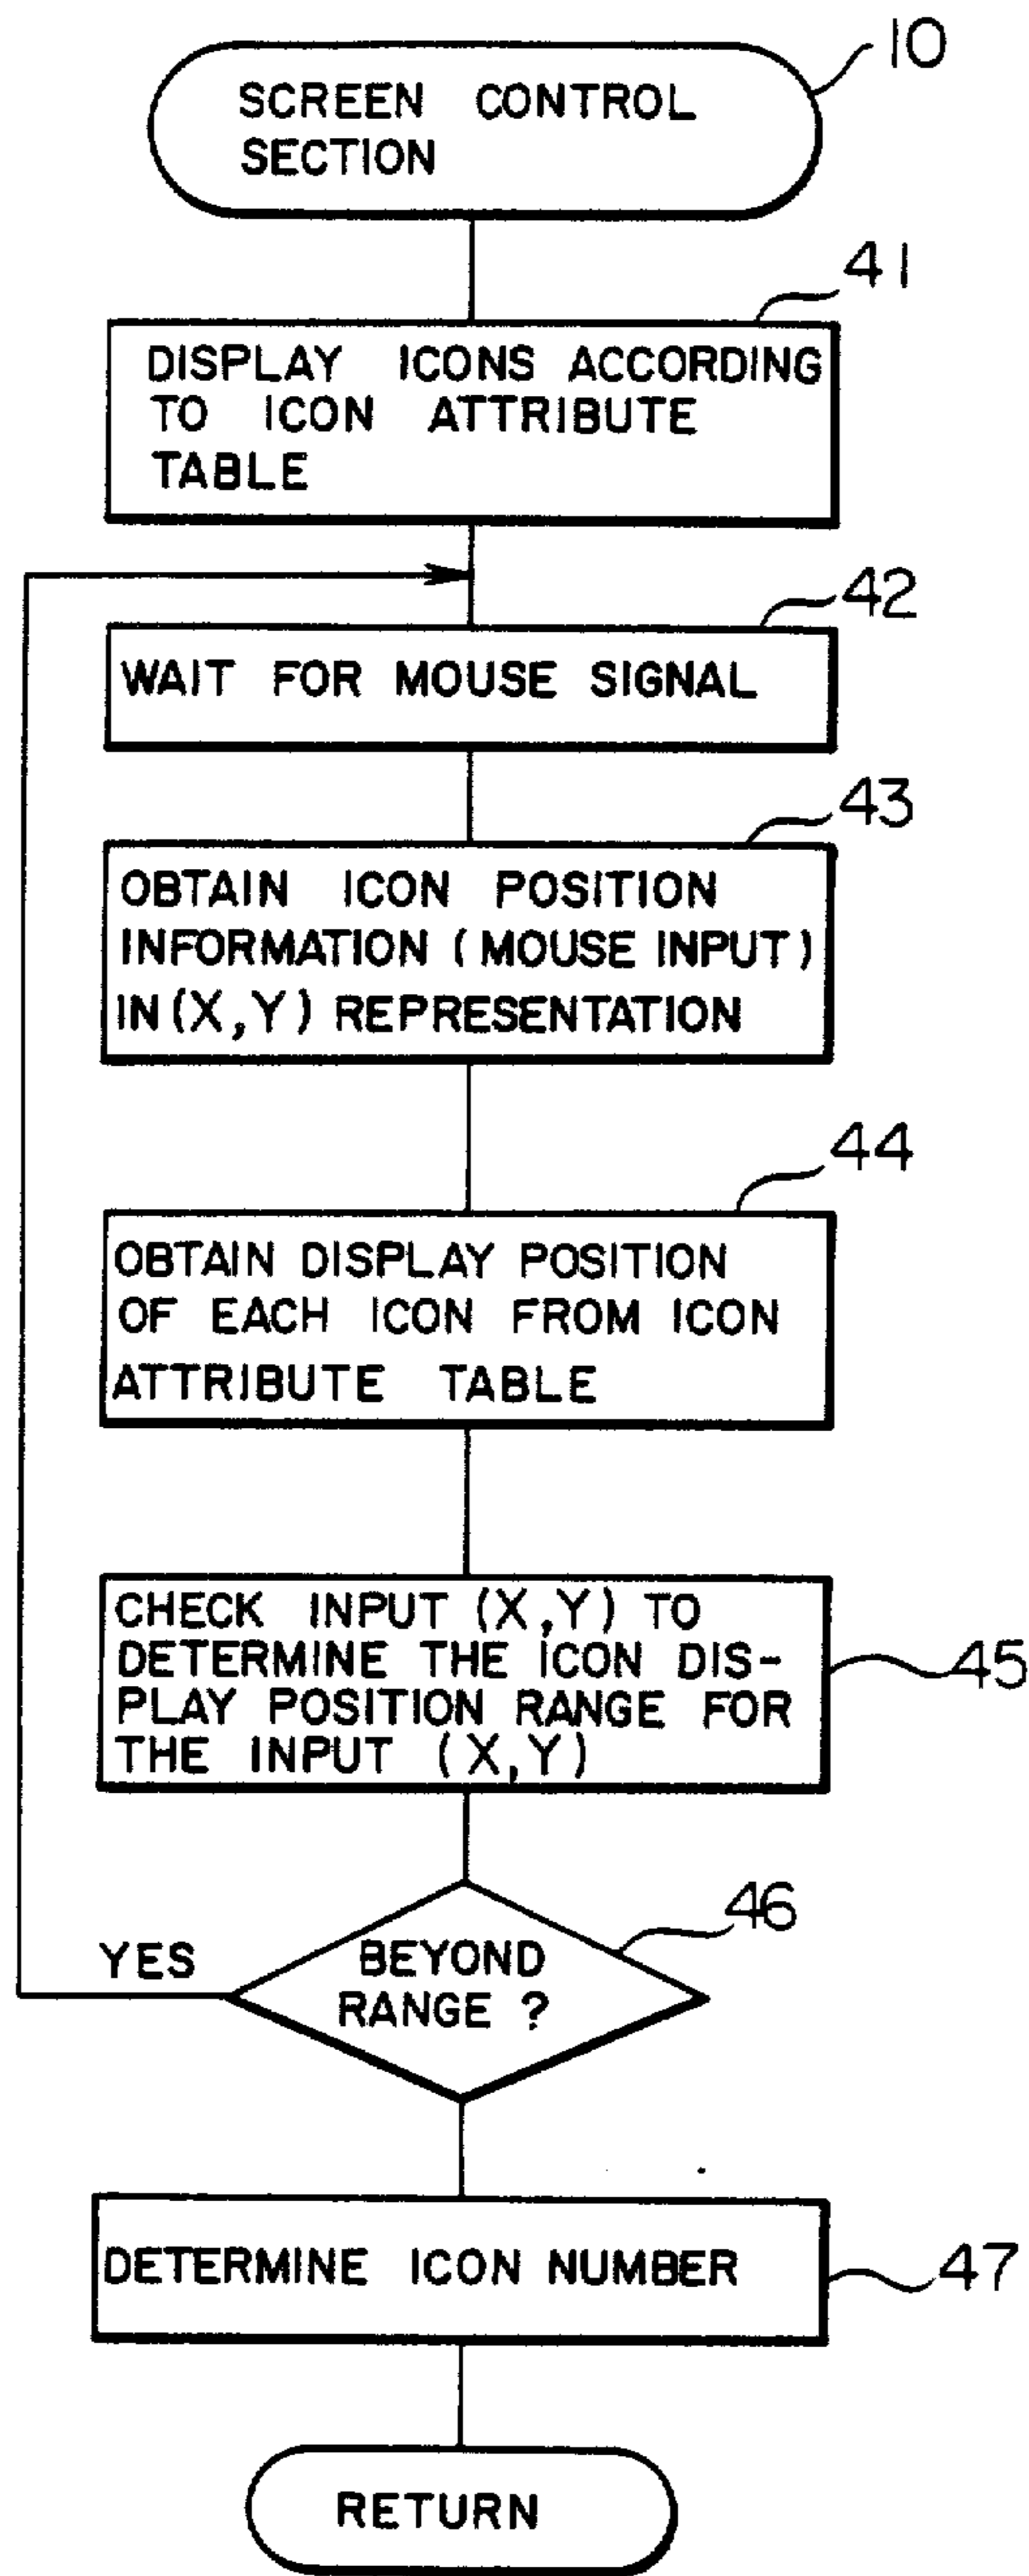 10
SCREEN CONTROL
SECTION
41
DISPLAY ICONS ACCORDING
TO ICON ATTRIBUTE
TABLE
42
WAIT FOR MOUSE SIGNAL
43
OBTAIN ICON POSITION
INFORMATION (MOUSE INPUT)
IN (X,Y) REPRESENTATION
44
OBTAIN DISPLAY POSITION
OF EACH ICON FROM ICON
ATTRIBUTE TABLE
CHECK INPUT (X,Y) TO
DETERMINE THE ICON DIS-
PLAY POSITION RANGE FOR
THE INPUT (X,Y)
45
46
YES
BEYOND
RANGE ?
DETERMINE ICON NUMBER
47
RETURN